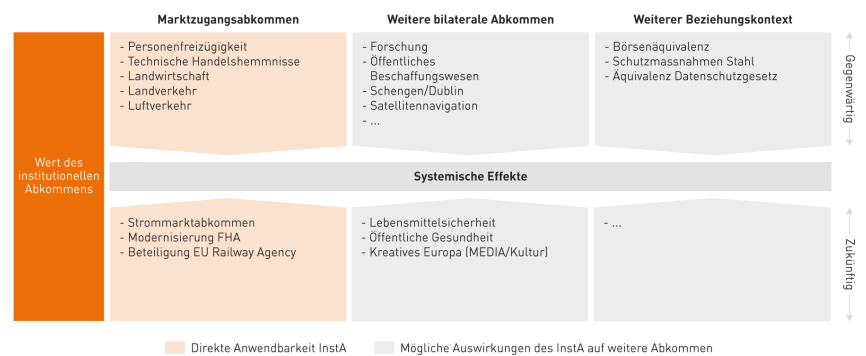 Marktzugangsabkommen
Weitere bilaterale Abkommen
Weiterer Beziehungskontext
Wert des
institutionellen
Abkommens
- Personenfreizügigkeit
- Technische Handelshemmnisse
- Landwirtschaft
- Landverkehr
- Luftverkehr
- Forschung
- Öffentliches
Beschaffungswesen
- Schengen/Dublin
- Satellitennavigation
- ...
- Börsenäquivalenz
- Schutzmassnahmen Stahl
- Äquivalenz Datenschutzgesetz
Gegenwärtig
Systemische Effekte
- Strommarktabkommen
- Modernisierung FHA
- Beteiligung EU Railway Agency
- Lebensmittelsicherheit
- Öffentliche Gesundheit
- Kreatives Europa (MEDIA/Kultur)
- ...
Zukünftig
Direkte Anwendbarkeit InstA
Mögliche Auswirkungen des InstA auf weitere Abkommen